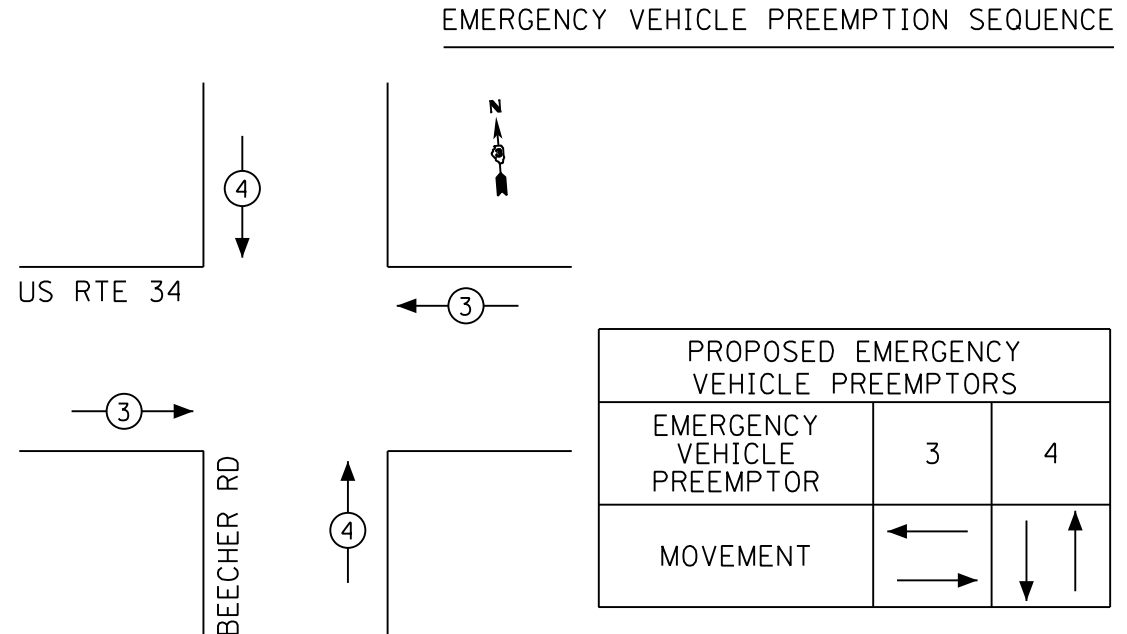 EMERGENCY VEHICLE PREEMPTION SEQUENCE
N
4
US RTE 34
3
3
4
BEECHER RD
PROPOSED EMERGENCY
VEHICLE PREEMPTORS
EMERGENCY
VEHICLE
PREEMPTOR
3
4
MOVEMENT